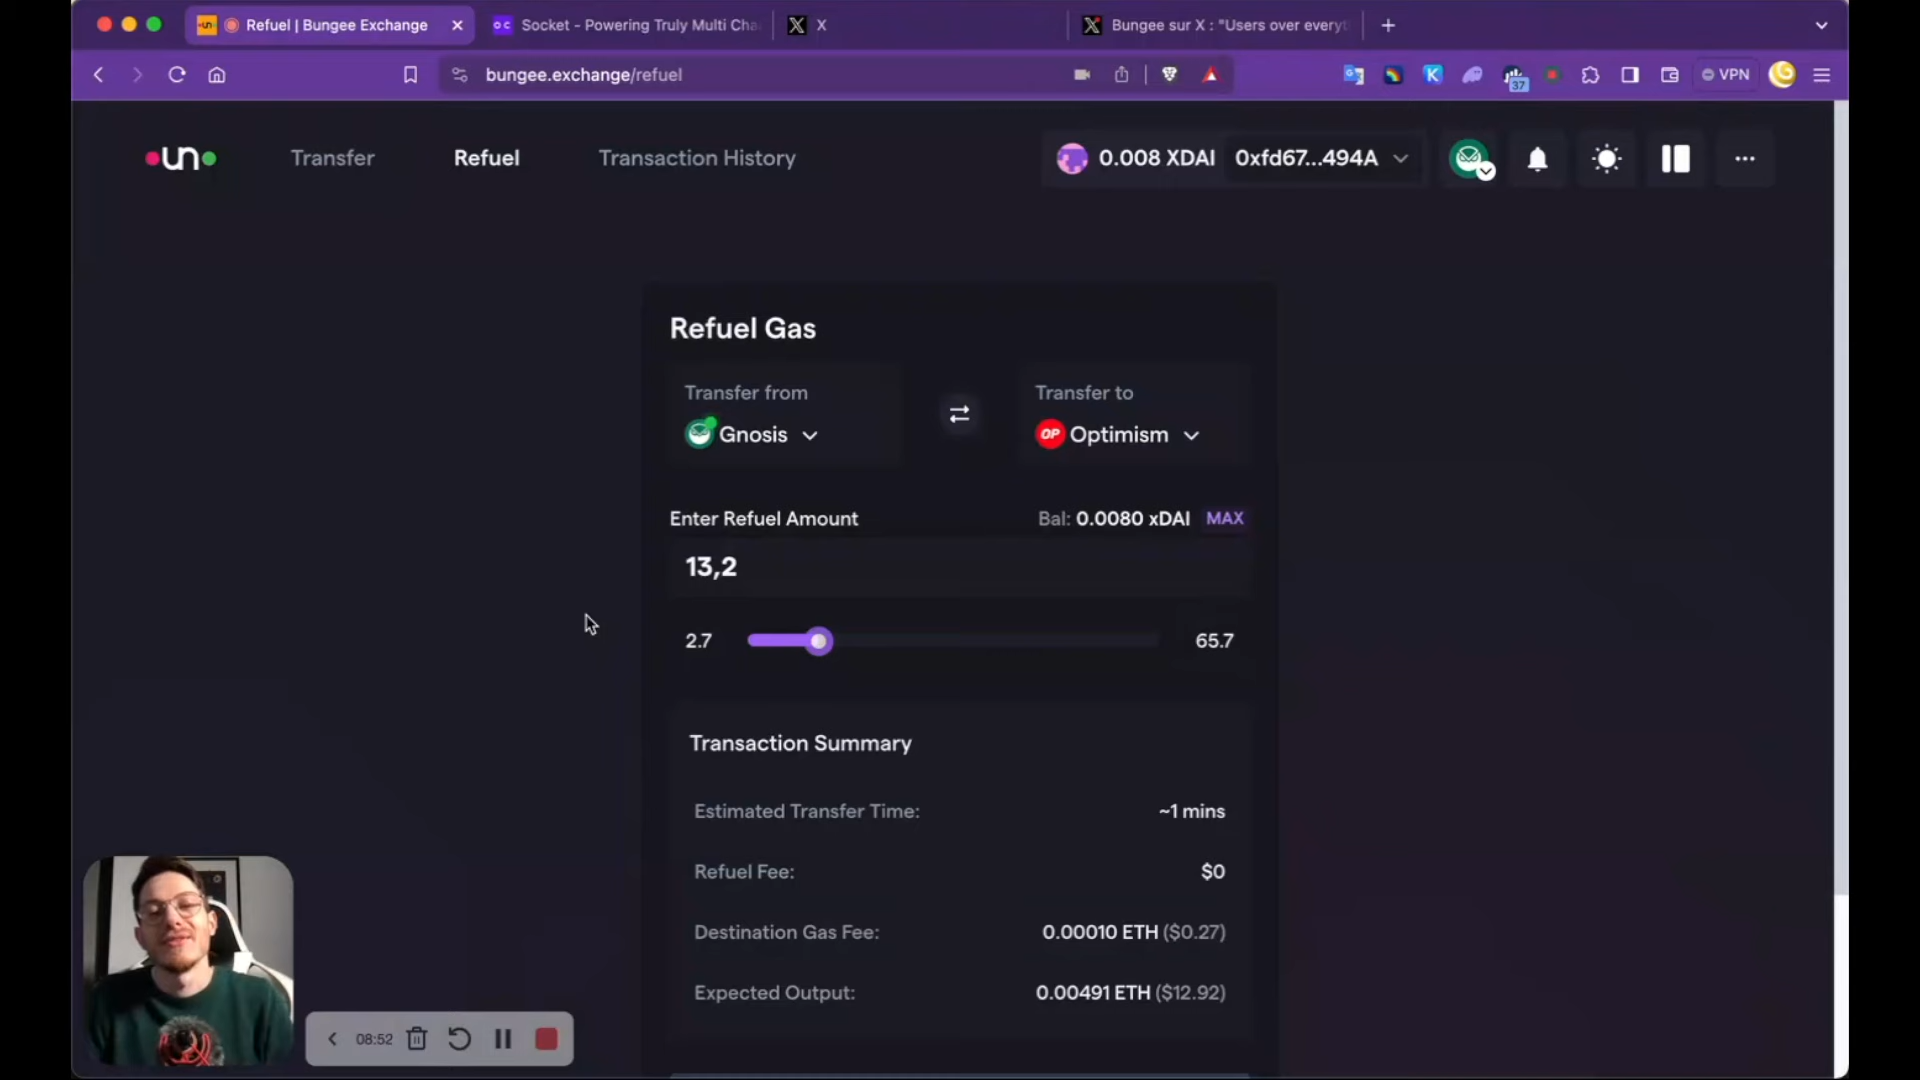 Refuel | Bungee Exchange
Socket - Powering Truly Multi Cha
X
Bungee sur X : "Users over everyt
bungee.exchange/refuel
37
VPN
un
Transfer
Refuel
Transaction History
0.008 XDAI
0xfd67...494A
Refuel Gas
Transfer from
Transfer to
Gnosis
OP Optimism
Enter Refuel Amount
Bal: 0.0080 xDAI MAX
13,2
2.7
65.7
Transaction Summary
Estimated Transfer Time:
~1 mins
Refuel Fee:
$0
Destination Gas Fee:
0.00010 ETH ($0.27)
Expected Output:
0.00491 ETH ($12.92)
08:52